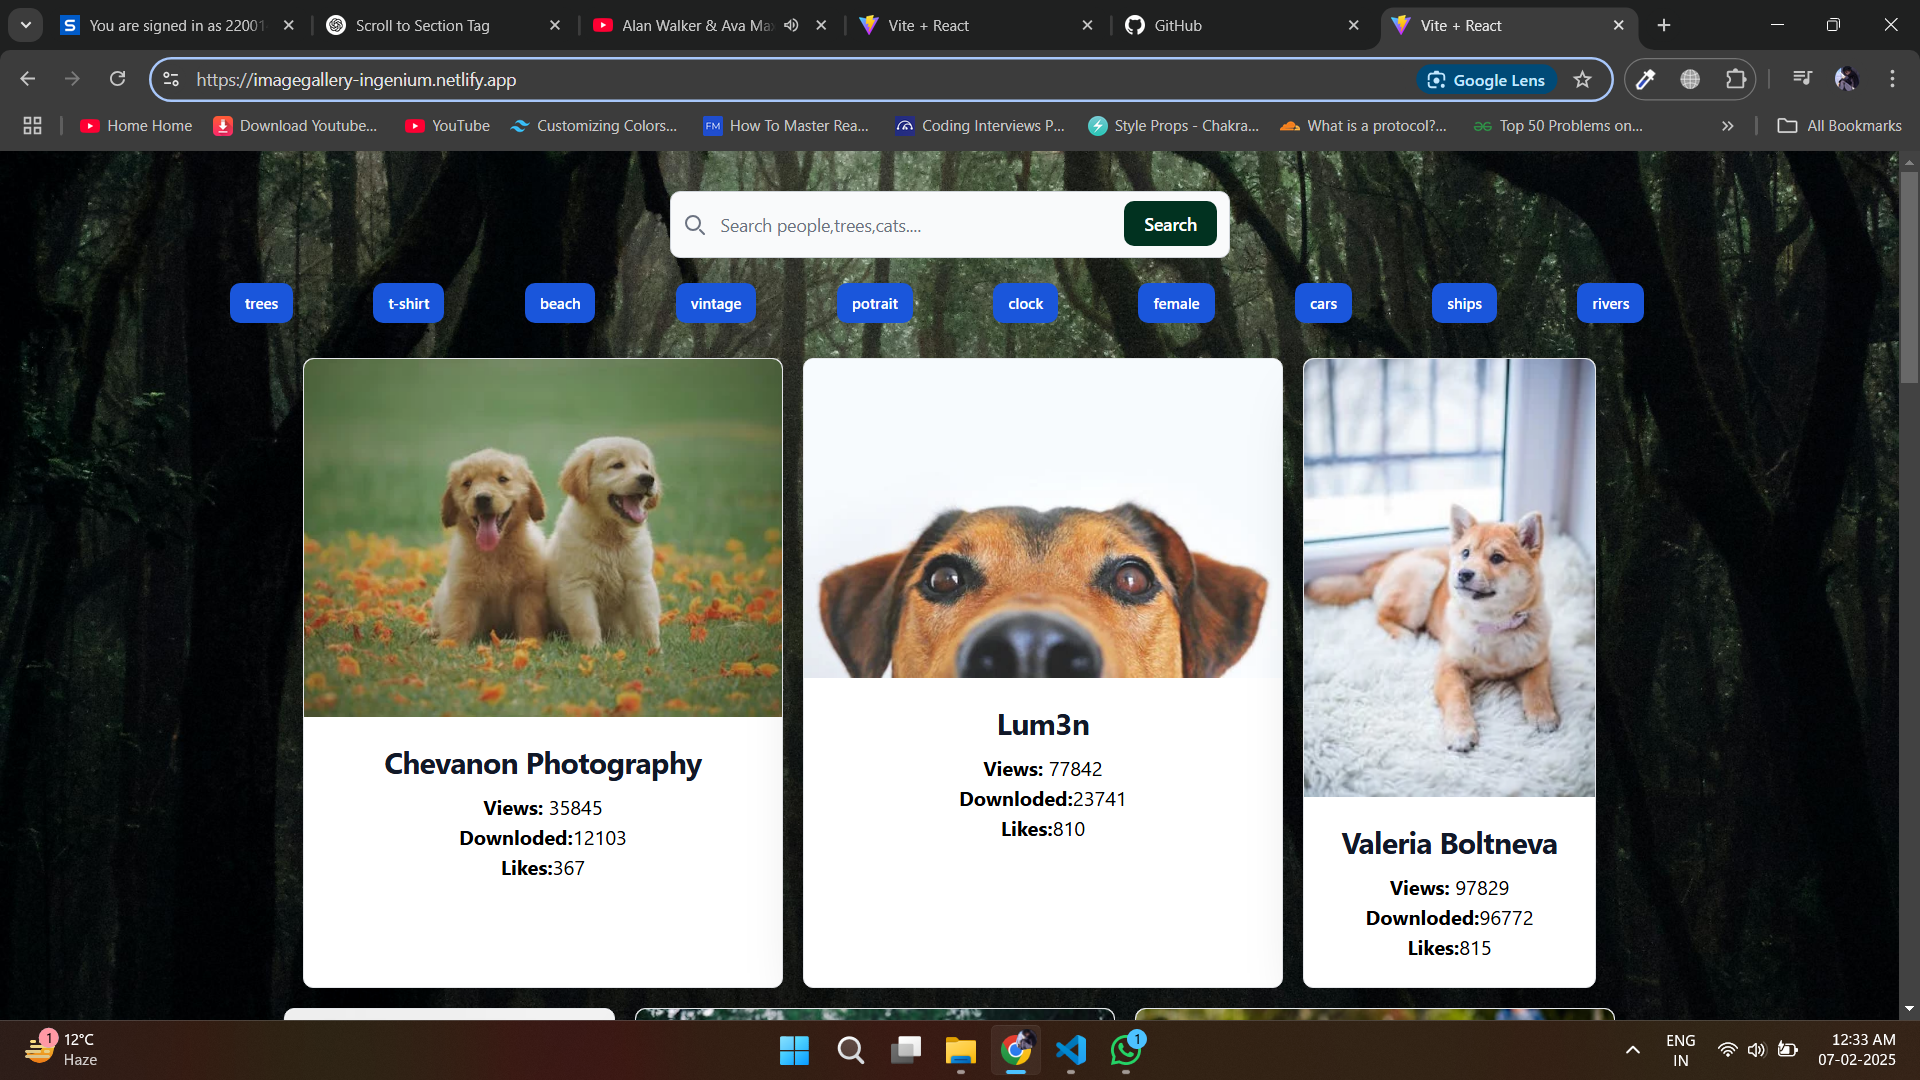 You are signed in as 22001
Scroll to Section Tag
Alan Walker & Ava Max
Vite + React
GitHub
Vite + React
https://imagegallery-ingenium.netlify.app
Google Lens
Home Home
Download Youtube...
YouTube
Customizing Colors...
FM
How To Master Rea...
Coding Interviews P...
Style Props - Chakra...
What is a protocol?...
Top 50 Problems on...
All Bookmarks
Search people,trees,cats....
Search
trees
t-shirt
beach
vintage
potrait
clock
female
cars
ships
rivers
Chevanon Photography
Views: 35845
Downloded:12103
Likes:367
Lum3n
Views: 77842
Downloded:23741
Likes:810
Valeria Boltneva
Views: 97829
Downloded:96772
Likes:815
1
12°C
Haze
1
ENG
IN
12:33 AM
07-02-2025